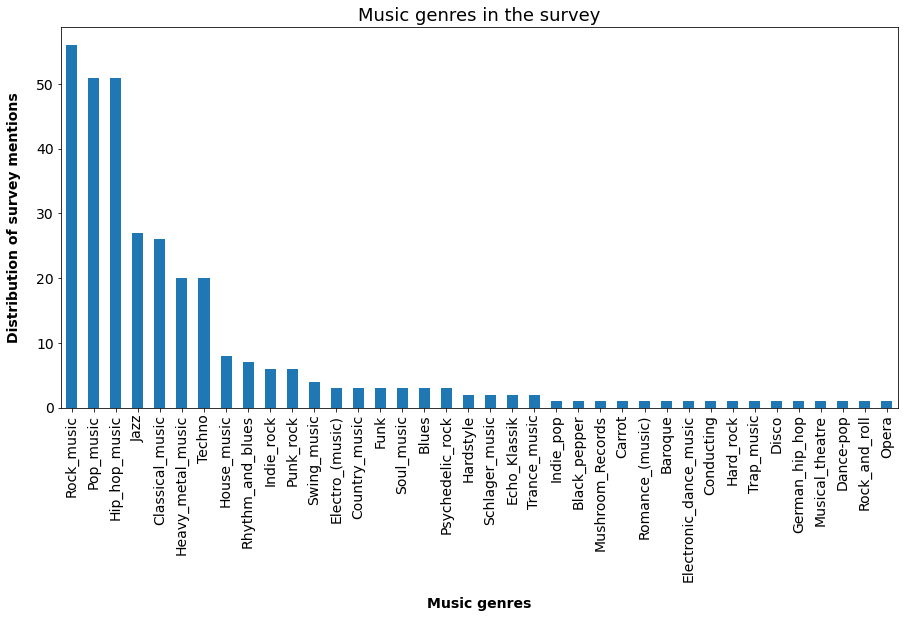 Music genres in the survey
Distribution of survey mentions
50
40
30
20
10
0
Rock_music
Pop_music
Hip_hop_music
Jazz
Classical_music
Heavy_metal_music
Techno
House_music
Rhythm_and_blues
Indie_rock
Punk_rock
Swing_music
Electro_(music)
Country_music
Funk
Soul_music
Blues
Psychedelic_rock
Hardstyle
Schlager_music
Echo_Klassik
Trance_music
Indie_pop
Black_pepper
Mushroom_Records
Carrot
Romance_(music)
Baroque
Electronic_dance_music
Conducting
Hard_rock
Trap_music
Disco
German_hip_hop
Musical_theatre
Dance-pop
Rock_and_roll
Opera
Music genres